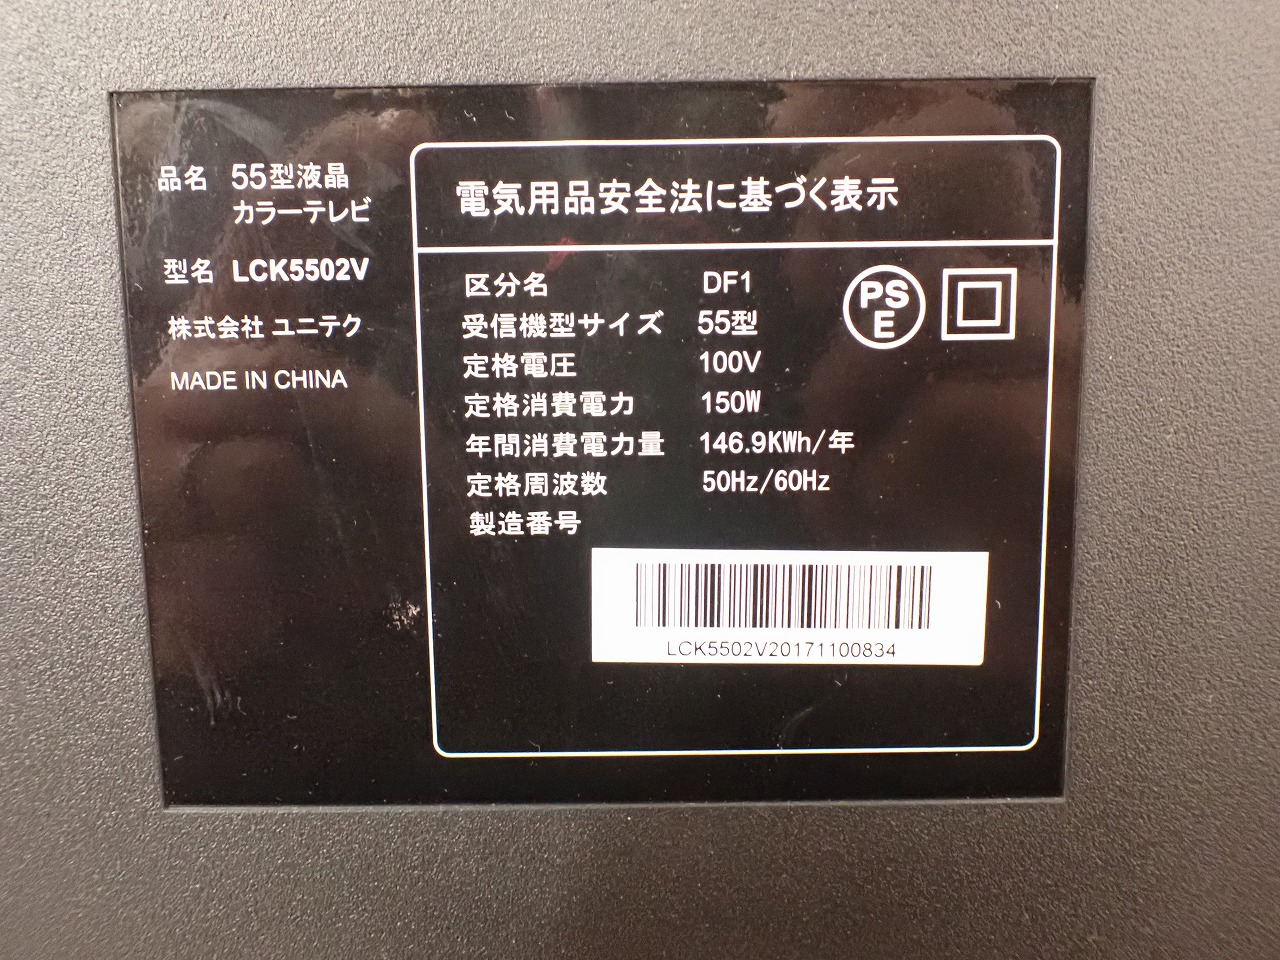 品名 55型液晶
カラーテレビ
型名 LCK5502V
株式会社 ユニテク
MADE IN CHINA
電気用品安全法に基づく表示
区分名 DF1
受信機型サイズ 55型
定格電圧 100V
定格消費電力 150W
年間消費電力量 146.9KWh/年
定格周波数 50Hz/60Hz
製造番号
PS
E
LCK5502V20171100834